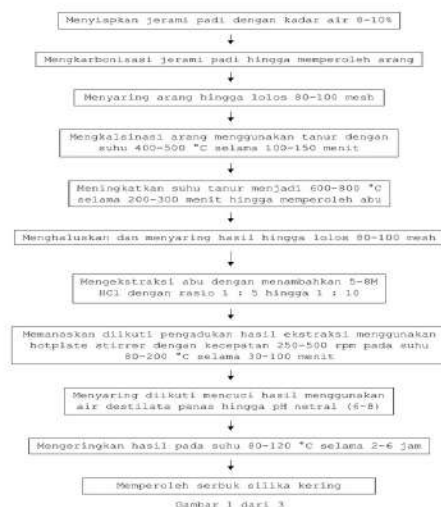 Menyiapkan jerami padi dengan kadar air 8-10%
Mengkarbonisasi jerami padi hingga memperoleh arang
Menyaring arang hingga lolos 80-100 mesh
Mengkalsinasi arang menggunakan tanur dengan
suhu 400-500 °C selama 100-150 menit
Meningkatkan suhu tanur menjadi 600-800 °C
selama 200-300 menit hingga memperoleh abu
Menghaluskan dan menyaring hasil hingga lolos 80-100 mesh
Mengekstraksi abu dengan menambahkan 5-8M
HCl dengan rasio 1 : 5 hingga 1 : 10
Memanaskan diikuti pengadukan hasil ekstraksi menggunakan
hotplate stirrer dengan kecepatan 250-500 rpm pada suhu
80-200 °C selama 30-100 menit
Menyaring diikuti mencuci hasil menggunakan
air destilata panas hingga pH netral (6-8)
Mengeringkan hasil pada suhu 80-120 °C selama 2-6 jam
Memperoleh serbuk silika kering
Gambar 1 dari 3